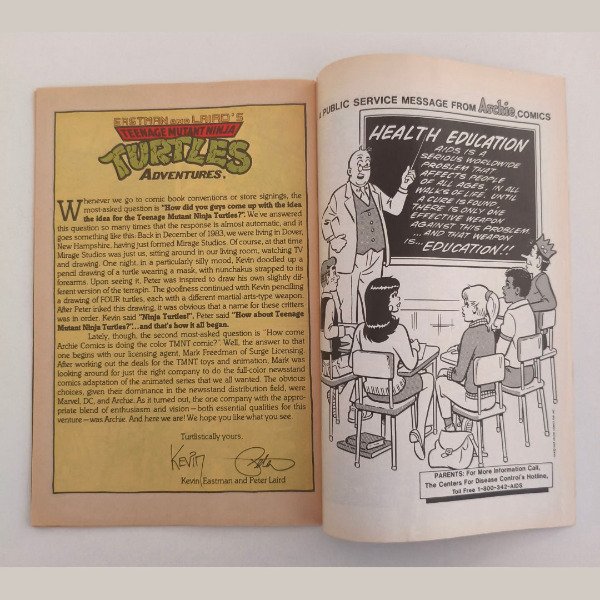 EASTMAN AND LAIRD'S
TEENAGE MUTANT NINJA
TURTLES
ADVENTURES.
Whenever we go to comic book conventions or store signings, the
most-asked question is "How did you guys come up with the idea
the idea for the Teenage Mutant Ninja Turtles?" We've answered
this question so many times that the response is almost automatic, and it
goes something like this: Back in December of 1983, we were living in Dover,
New Hampshire, having just formed Mirage Studios. Of course, at that time
Mirage Studios was just us, sitting around in our living room, watching TV
and drawing. One night, in a particularly silly mood, Kevin doodled up a
pencil drawing of a turtle wearing a mask, with nunchakus strapped to its
forearms. Upon seeing it, Peter was inspired to draw his own slightly dif-
ferent version of the terrapin. The goofiness continued with Kevin pencilling
a drawing of FOUR turtles, each with a different martial arts-type weapon.
After Peter inked this drawing, it was obvious that a name for these critters
was in order. Kevin said "Ninja Turtles!". Peter said "How about Teenage
Mutant Ninja Turtles?"...and that's how it all began.
Lately, though, the second most-asked question is "How come
Archie Comics is doing the color TMNT comic?". Well, the answer to that
one begins with our licensing agent, Mark Freedman of Surge Licensing.
After working out the deals for the TMNT toys and animation, Mark was
looking around for just the right company to do the full-color newsstand
comics adaptation of the animated series that we all wanted. The obvious
choices, given their dominance in the newsstand distribution field, were
Marvel, DC, and Archie. As it turned out, the one company with the appro-
priate blend of enthusiasm and vision—both essential qualities for this
venture—was Archie. And here we are! We hope you like what you see.
Turtlistically yours,
Kevin
Peter
Kevin Eastman and Peter Laird
A PUBLIC SERVICE MESSAGE FROM Archie COMICS
HEALTH EDUCATION
AIDS IS A
SERIOUS WORLDWIDE
PROBLEM THAT
AFFECTS PEOPLE
OF ALL AGES, IN ALL
WALKS OF LIFE. UNTIL
A CURE IS FOUND,
THERE IS ONLY ONE
EFFECTIVE WEAPON
AGAINST THIS PROBLEM
...AND THAT WEAPON
IS...EDUCATION!!
PARENTS: For More Information Call,
The Centers For Disease Control's Hotline,
Toll Free 1-800-342-AIDS